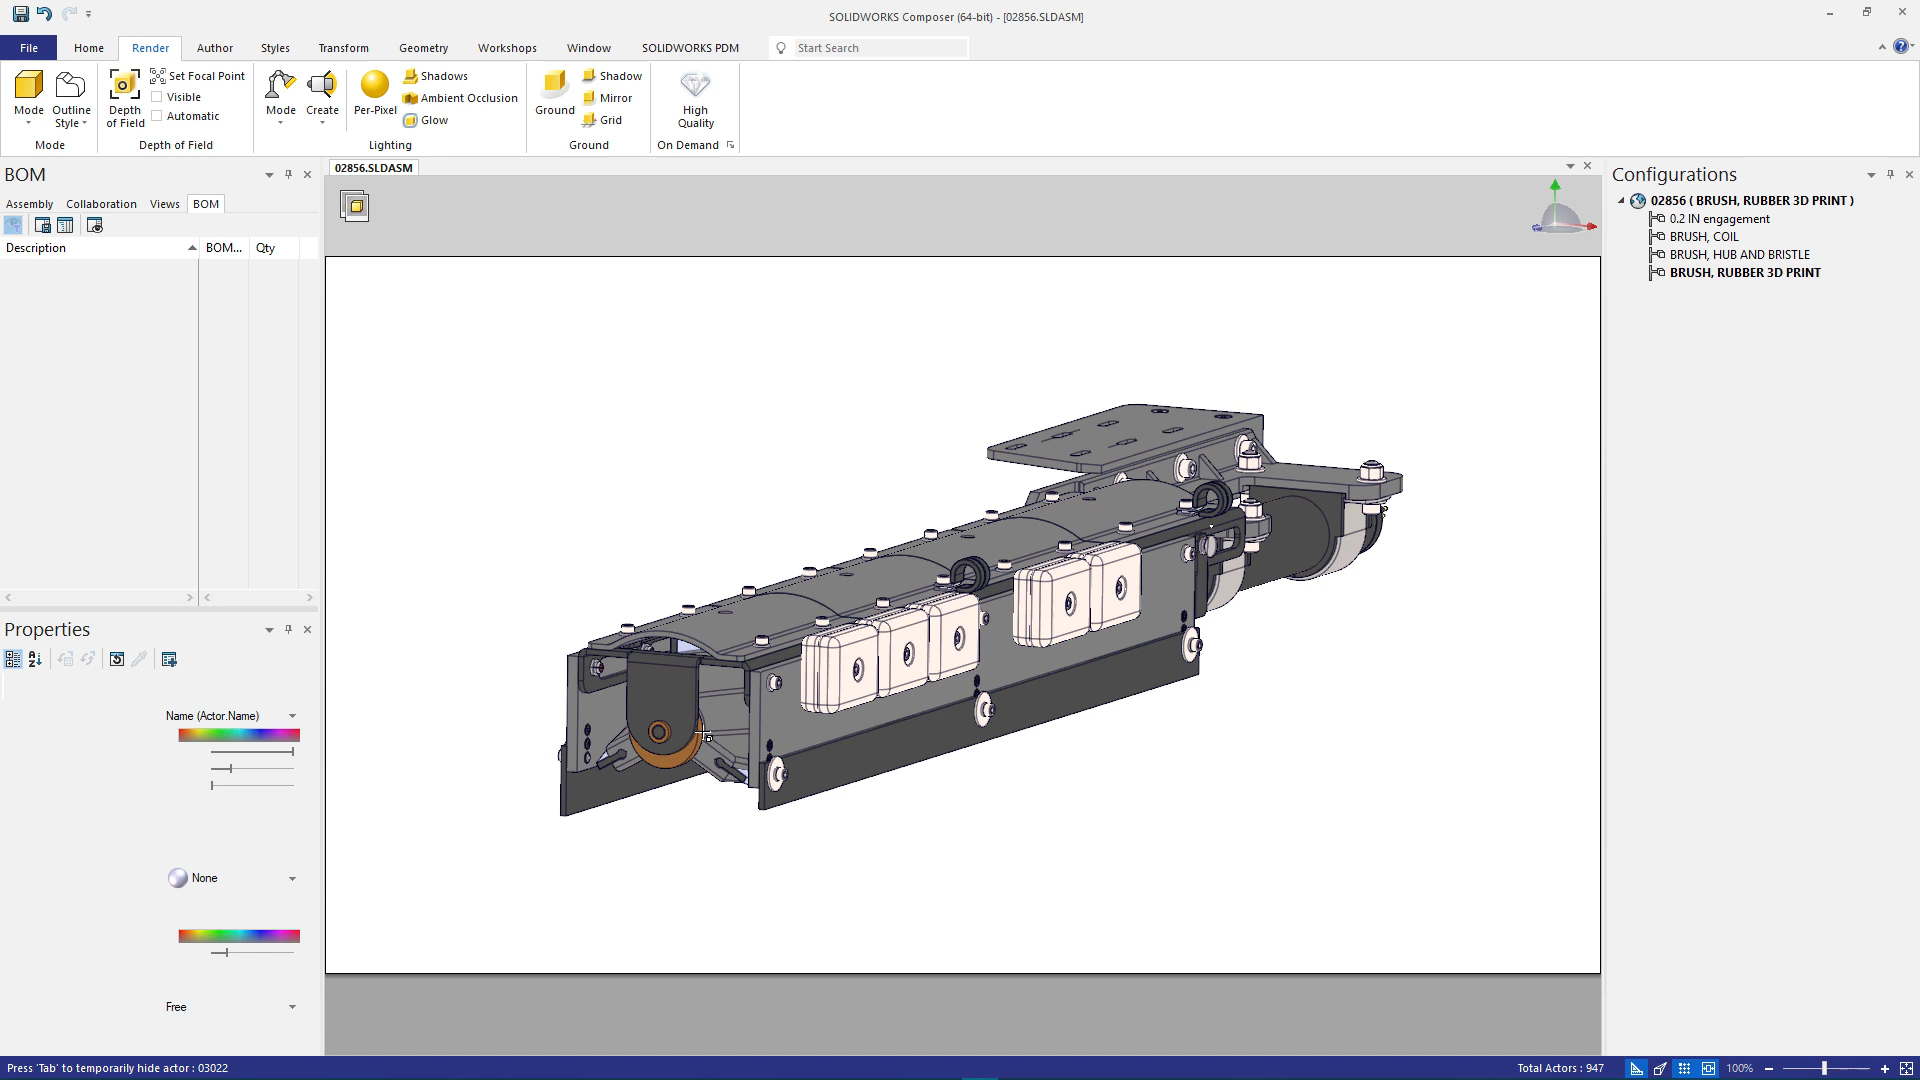 SOLIDWORKS Composer (64-bit) - [02856.SLDASM]
File Home Render Author Styles Transform Geometry Workshops Window SOLIDWORKS PDM Start Search
Mode
Outline Style
Mode
Depth of Field
Set Focal Point
Visible
Automatic
Depth of Field
Mode
Create
Per-Pixel
Shadows
Ambient Occlusion
Glow
Lighting
Ground
Shadow
Mirror
Grid
Ground
High Quality
On Demand
BOM
Assembly Collaboration Views BOM
Description BOM... Qty
Properties
Name (Actor.Name)
None
Free
02856.SLDASM
Configurations
02856 ( BRUSH, RUBBER 3D PRINT )
0.2 IN engagement
BRUSH, COIL
BRUSH, HUB AND BRISTLE
BRUSH, RUBBER 3D PRINT
Press 'Tab' to temporarily hide actor : 03022
Total Actors : 947
100%